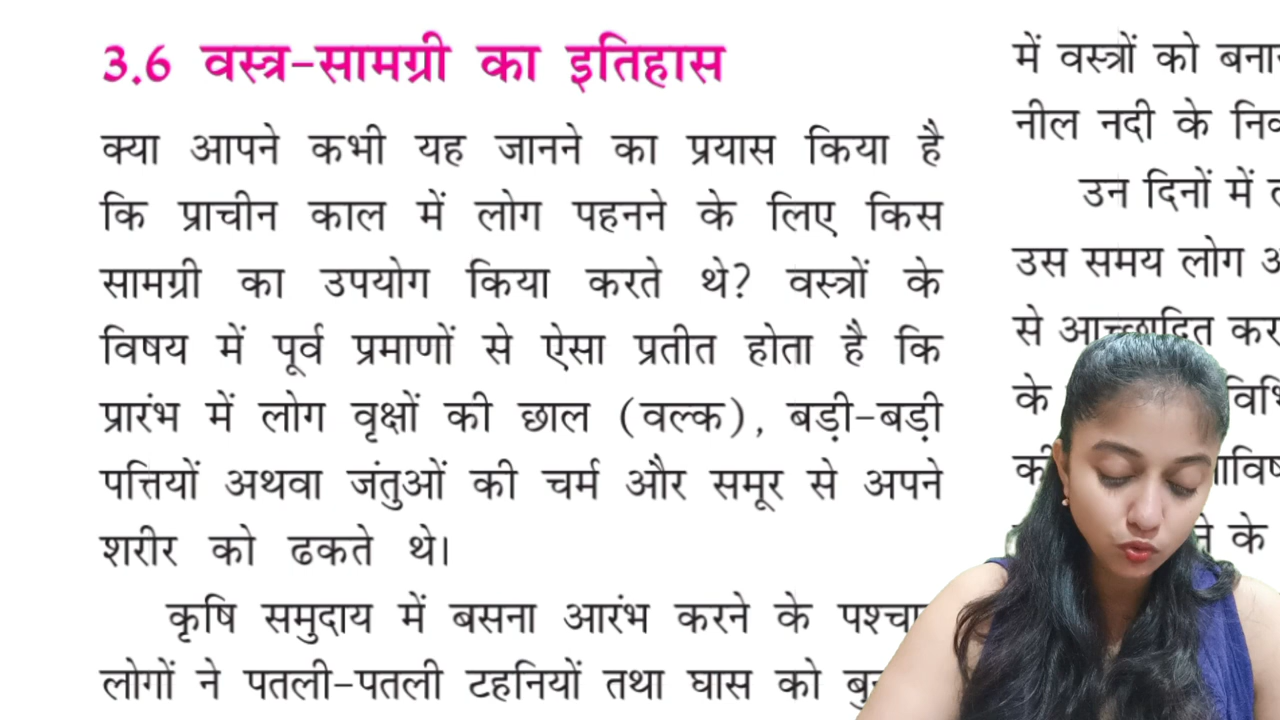 3.6 वस्त्र-सामग्री का इतिहास
क्या आपने कभी यह जानने का प्रयास किया है
कि प्राचीन काल में लोग पहनने के लिए किस
सामग्री का उपयोग किया करते थे? वस्त्रों के
विषय में पूर्व प्रमाणों से ऐसा प्रतीत होता है कि
प्रारंभ में लोग वृक्षों की छाल (वल्क), बड़ी-बड़ी
पत्तियों अथवा जंतुओं की चर्म और समूर से अपने
शरीर को ढकते थे।
कृषि समुदाय में बसना आरंभ करने के
लोगों ने पतली-पतली टहनियों तथा घास को
में वस्त्रों को
नील नदी के
उन दिनों में
उस समय लोग
से आच्छादित
के
के